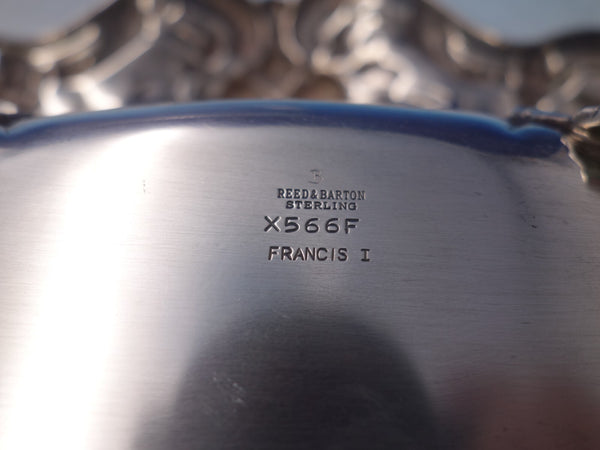 REED & BARTON
STERLING
X566F
FRANCIS I